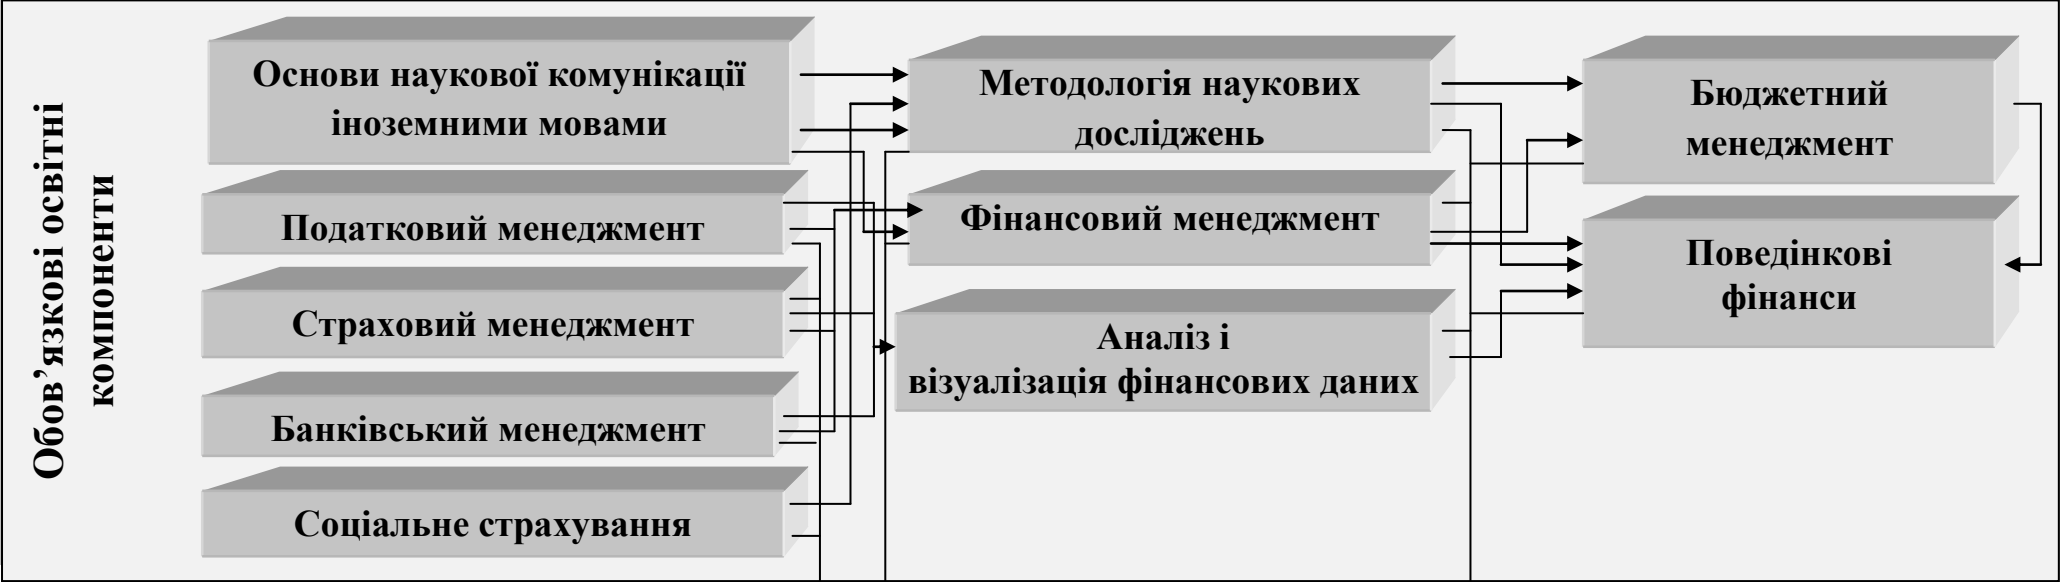 Обов’язкові освітні
компоненти
Основи наукової комунікації
іноземними мовами
Податковий менеджмент
Страховий менеджмент
Банківський менеджмент
Соціальне страхування
Методологія наукових
досліджень
Фінансовий менеджмент
Аналіз і
візуалізація фінансових даних
Бюджетний
менеджмент
Поведінкові
фінанси